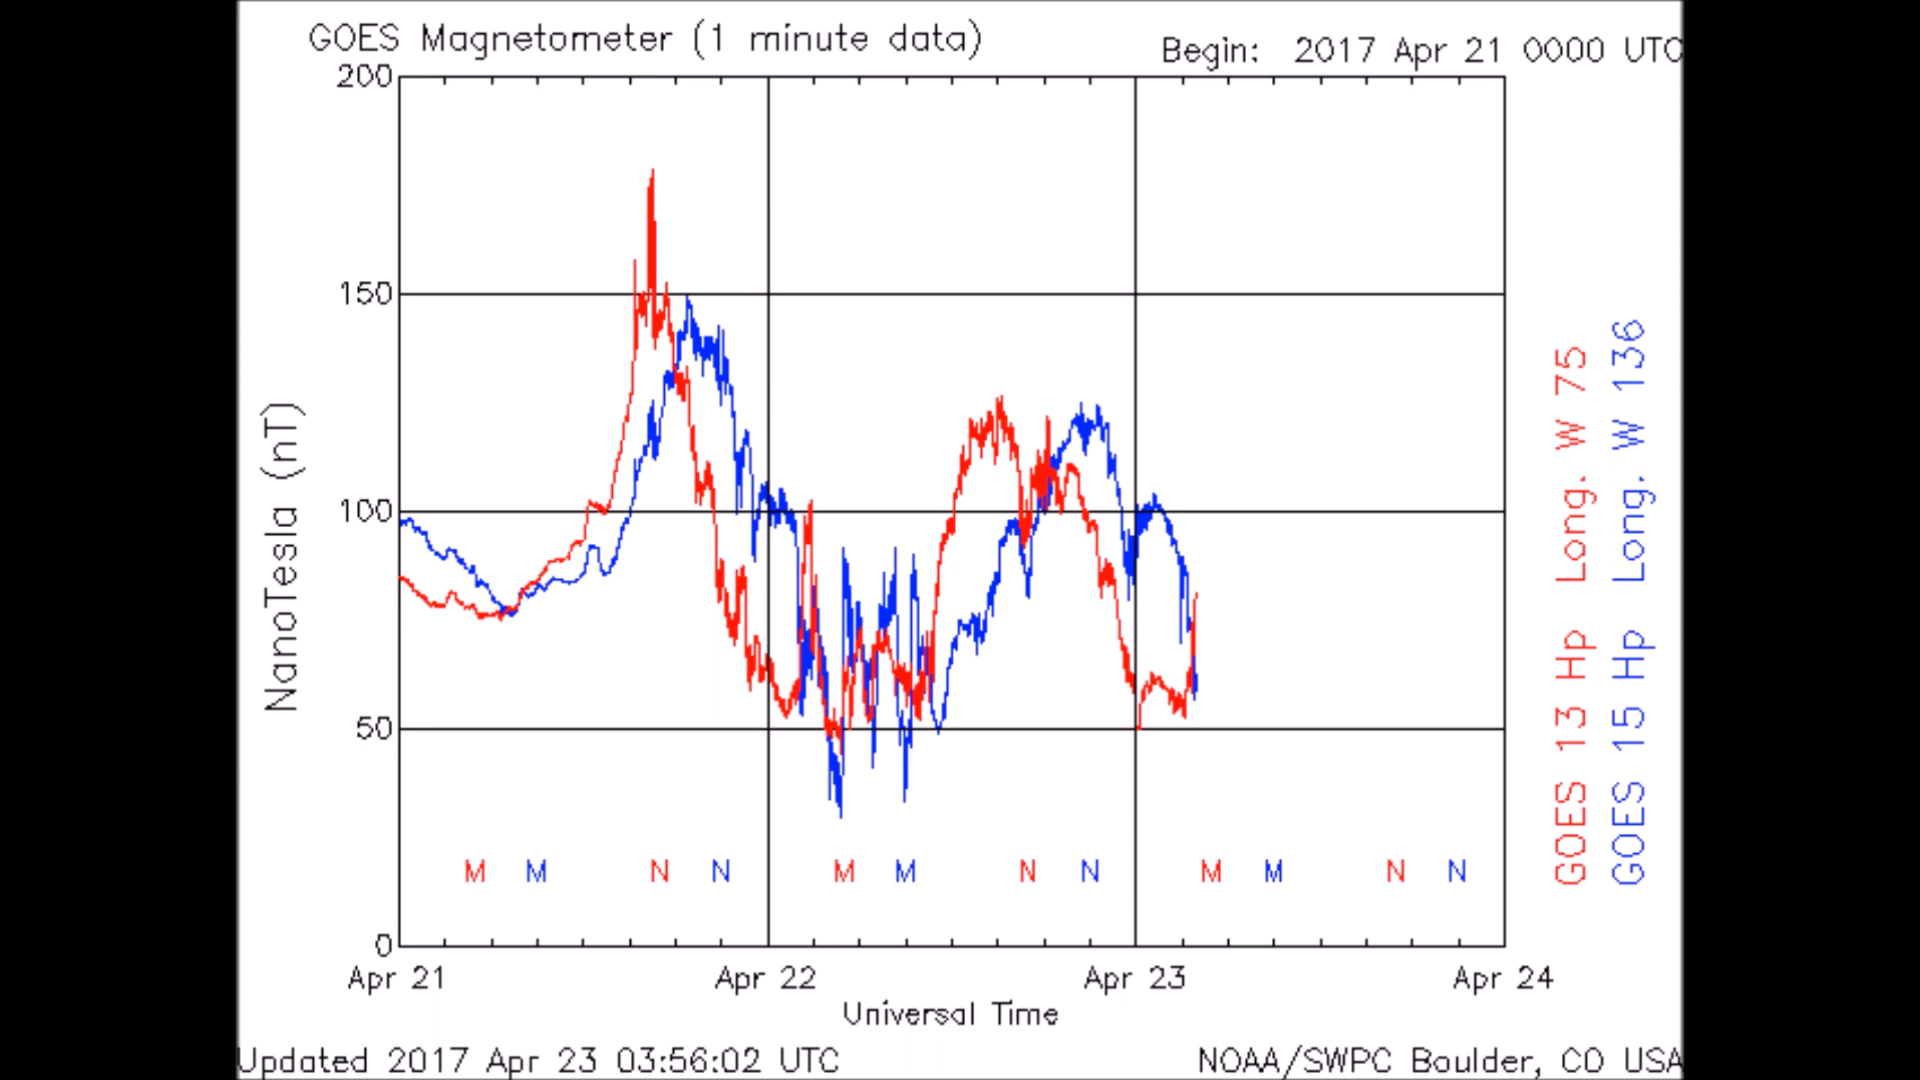 GOES Magnetometer (1 minute data)
Begin: 2017 Apr 21 0000 UTC
200
150
100
50
0
NanoTesla (nT)
M M N N M M N N M M N N
Apr 21 Apr 22 Apr 23 Apr 24
Universal Time
GOES 13 Hp Long. W 75
GOES 15 Hp Long. W 136
Updated 2017 Apr 23 03:56:02 UTC
NOAA/SWPC Boulder, CO USA